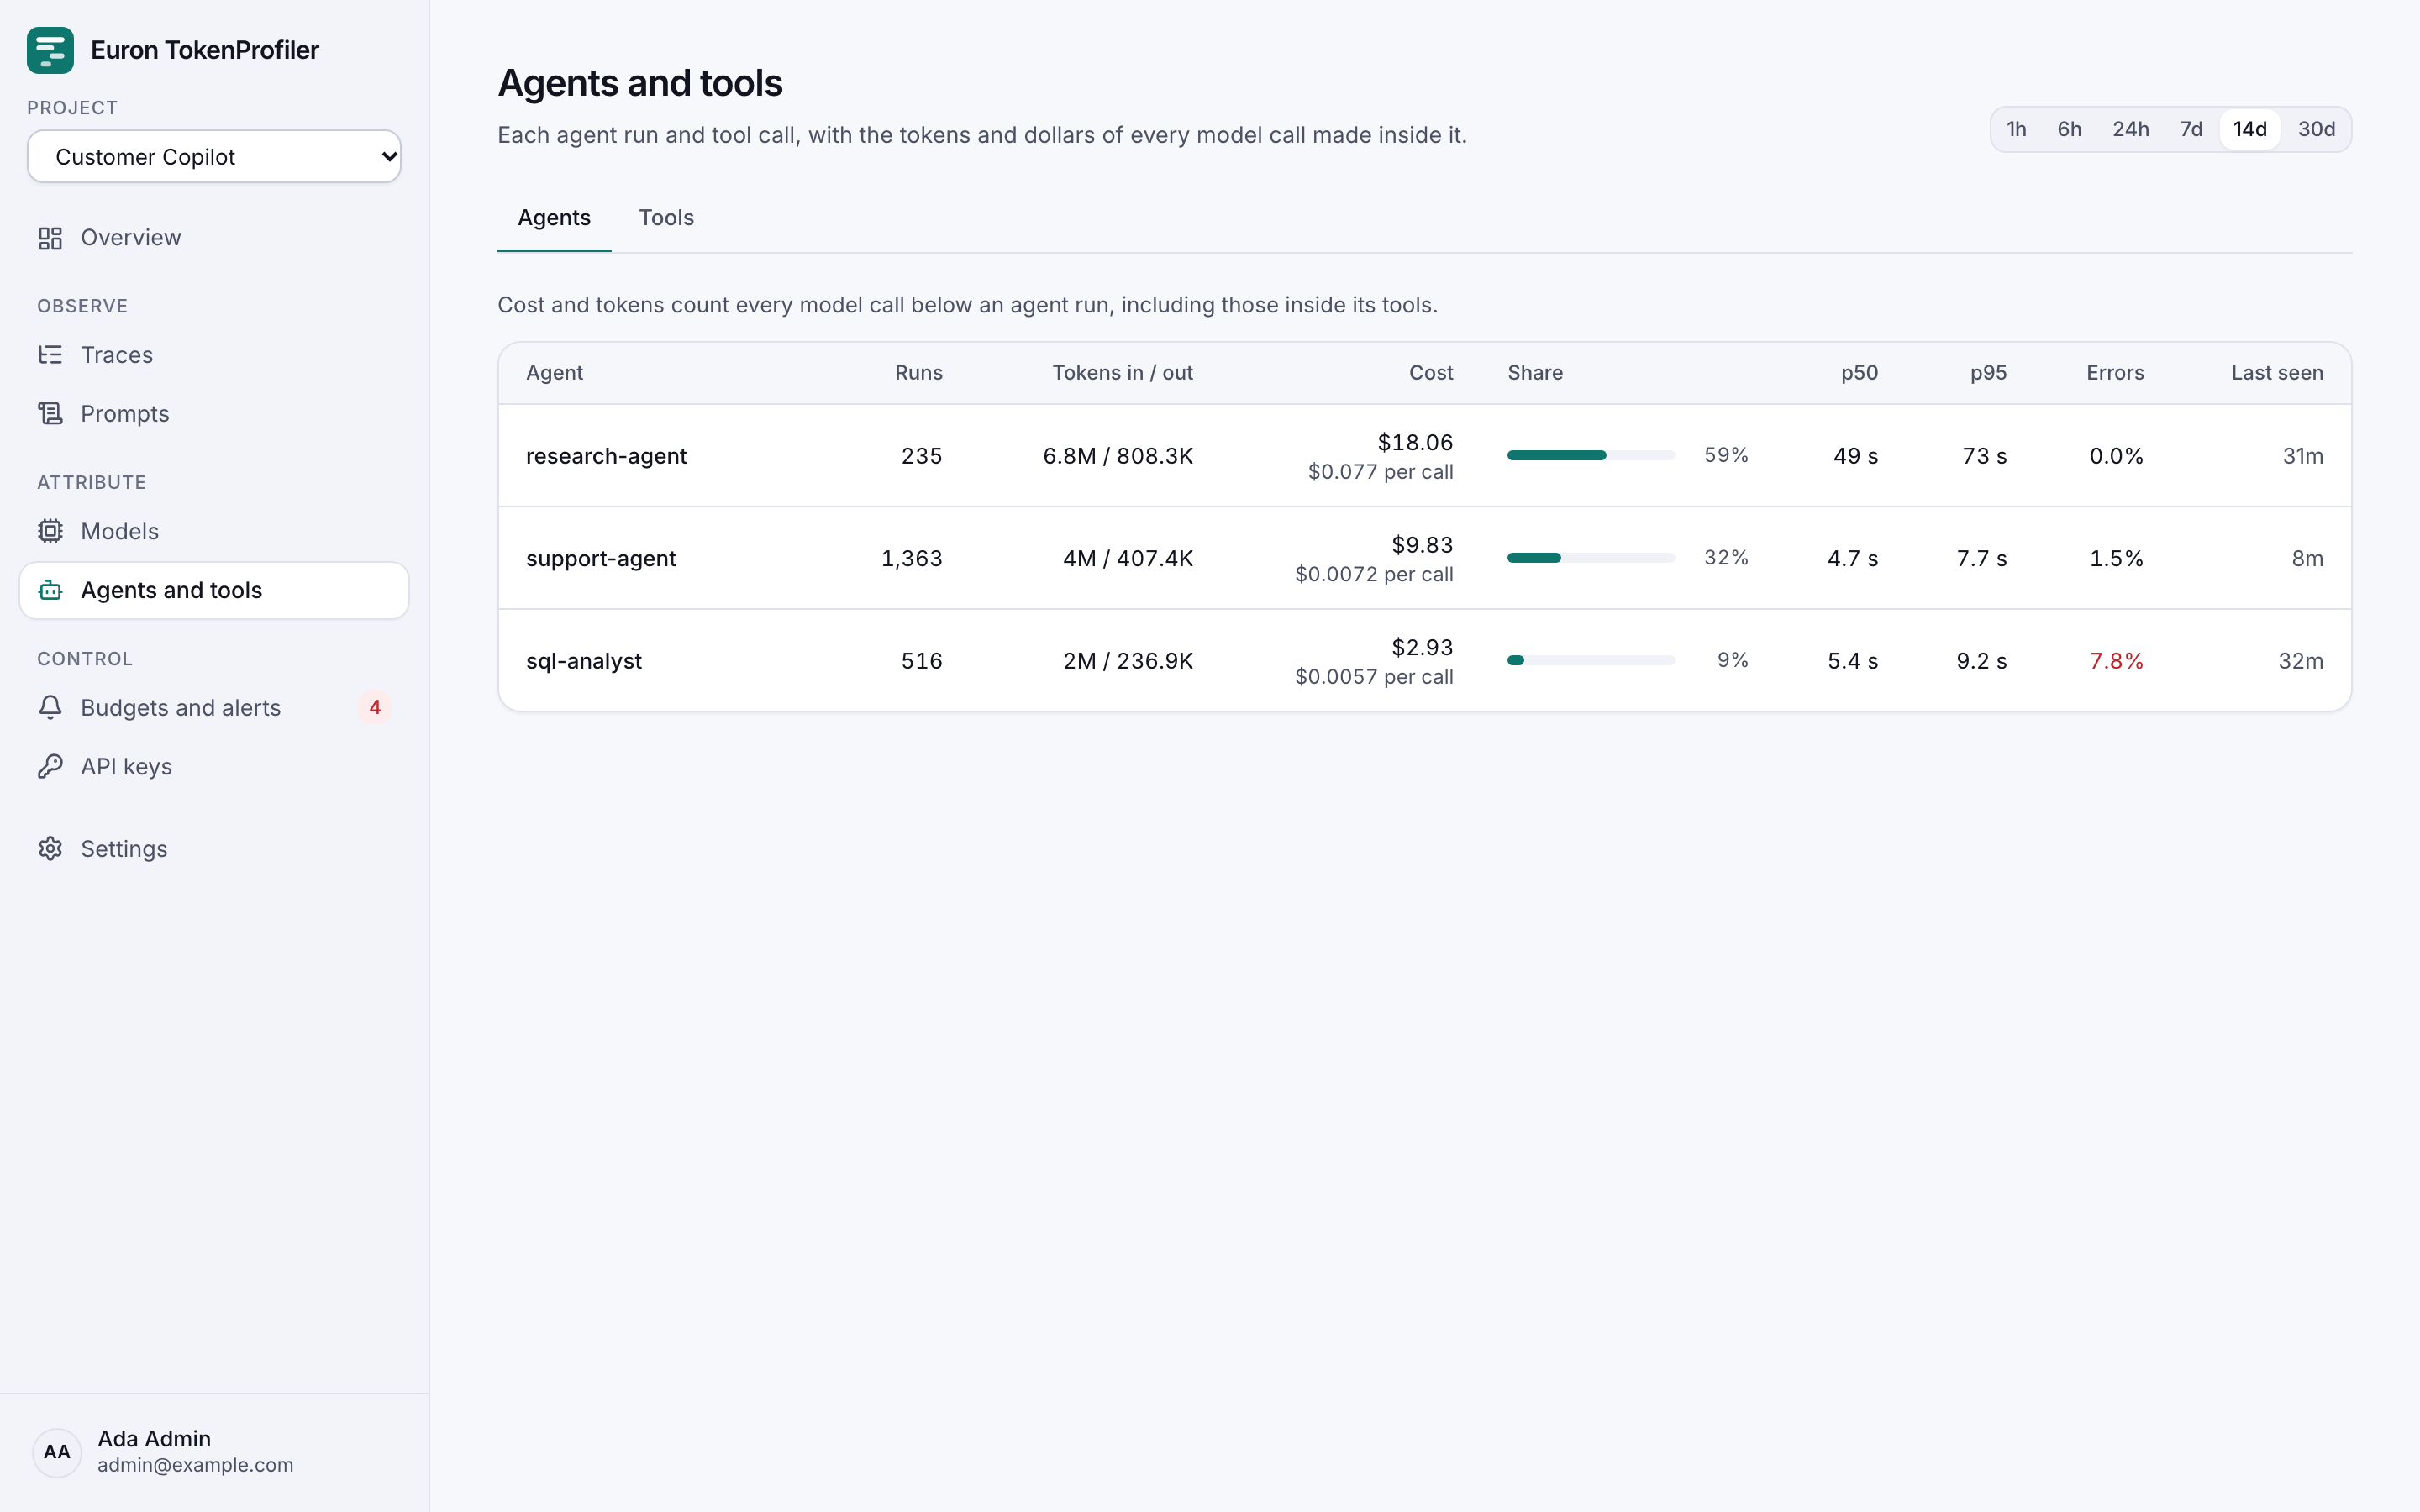 Euron TokenProfiler
PROJECT
Customer Copilot
Overview
OBSERVE
Traces
Prompts
ATTRIBUTE
Models
Agents and tools
CONTROL
Budgets and alerts 4
API keys
Settings
AA
Ada Admin
admin@example.com
Agents and tools
Each agent run and tool call, with the tokens and dollars of every model call made inside it.
1h 6h 24h 7d 14d 30d
Agents Tools
Cost and tokens count every model call below an agent run, including those inside its tools.
Agent Runs Tokens in / out Cost Share p50 p95 Errors Last seen
research-agent 235 6.8M / 808.3K $18.06 59% 49 s 73 s 0.0% 31m
$0.077 per call
support-agent 1,363 4M / 407.4K $9.83 32% 4.7 s 7.7 s 1.5% 8m
$0.0072 per call
sql-analyst 516 2M / 236.9K $2.93 9% 5.4 s 9.2 s 7.8% 32m
$0.0057 per call